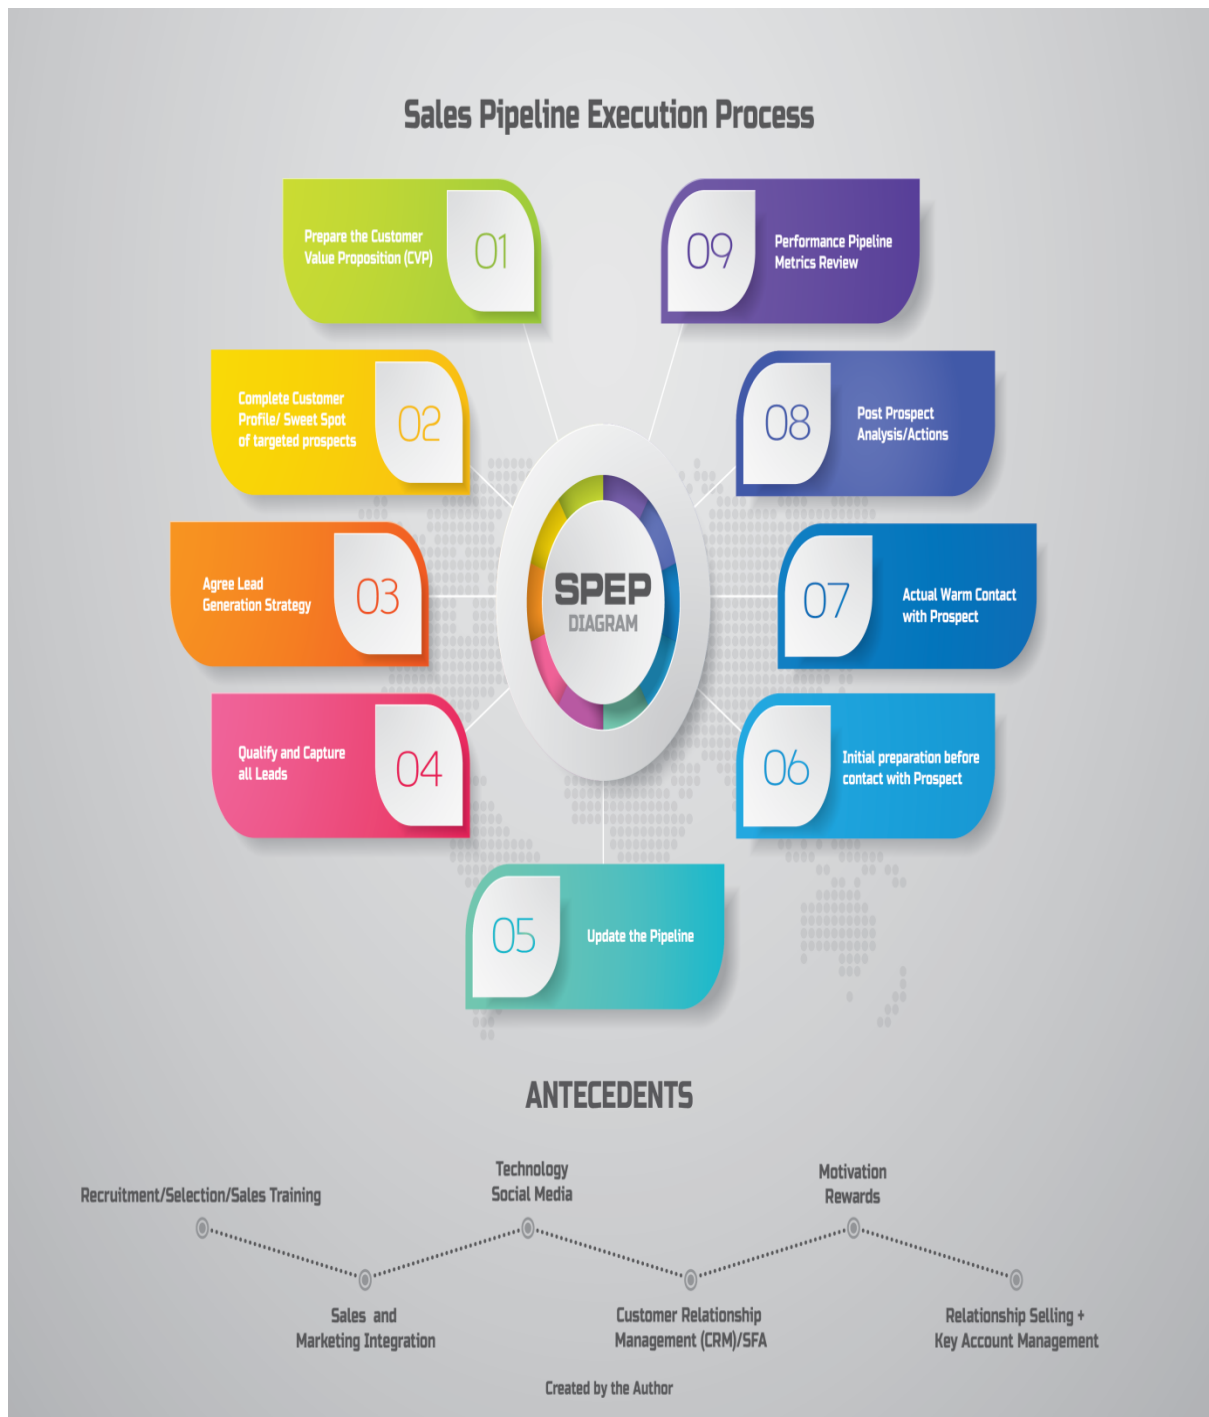 Sales Pipeline Execution Process
Prepare the Customer
Value Proposition (CVP)
01
09
Performance Pipeline
Metrics Review
Complete Customer
Profile/ Sweet Spot
of targeted prospects
02
08
Post Prospect
Analysis/Actions
Agree Lead
Generation Strategy
03
SPEP
DIAGRAM
07
Actual Warm Contact
with Prospect
Qualify and Capture
all Leads
04
06
Initial preparation before
contact with Prospect
05
Update the Pipeline
ANTECEDENTS
Recruitment/Selection/Sales Training
Technology
Social Media
Motivation
Rewards
Sales and
Marketing Integration
Customer Relationship
Management (CRM)/SFA
Relationship Selling +
Key Account Management
Created by the Author